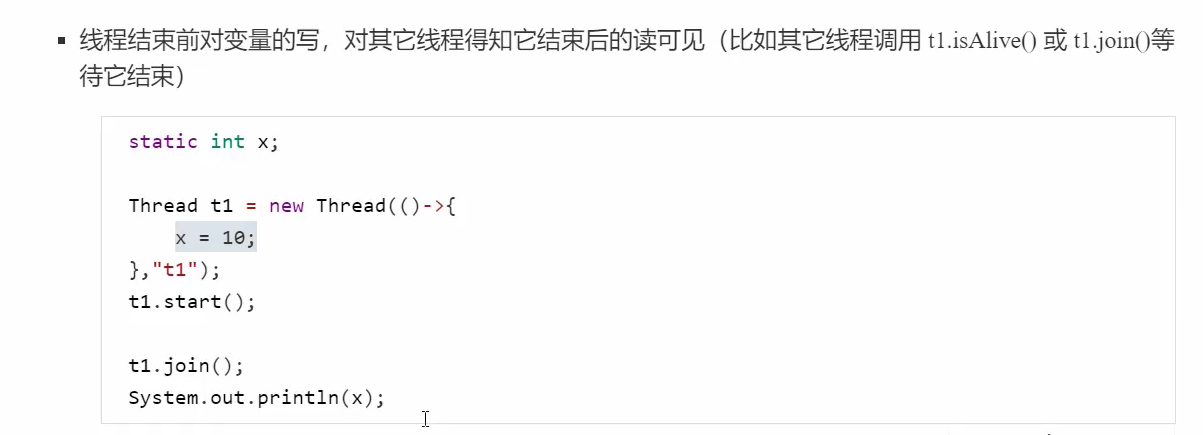 ▪ 线程结束前对变量的写，对其它线程得知它结束后的读可见（比如其它线程调用 t1.isAlive() 或 t1.join()等
待它结束）
static int x;
Thread t1 = new Thread(()->{
x = 10;
},"t1");
t1.start();
t1.join();
System.out.println(x);